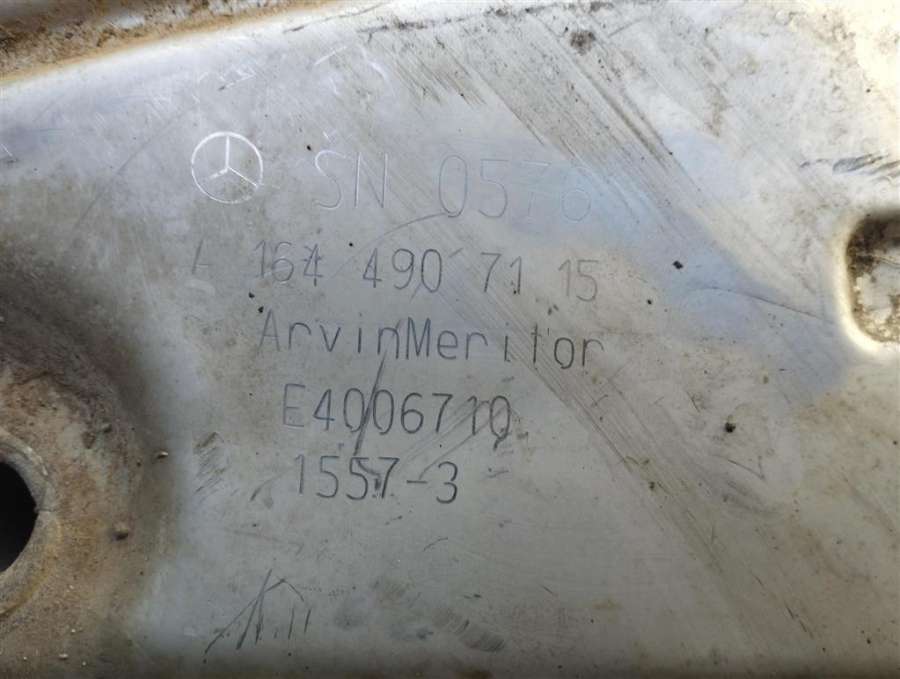 SN 0576
A 164 490 71 15
ArvinMeritor
E4006710
1557-3